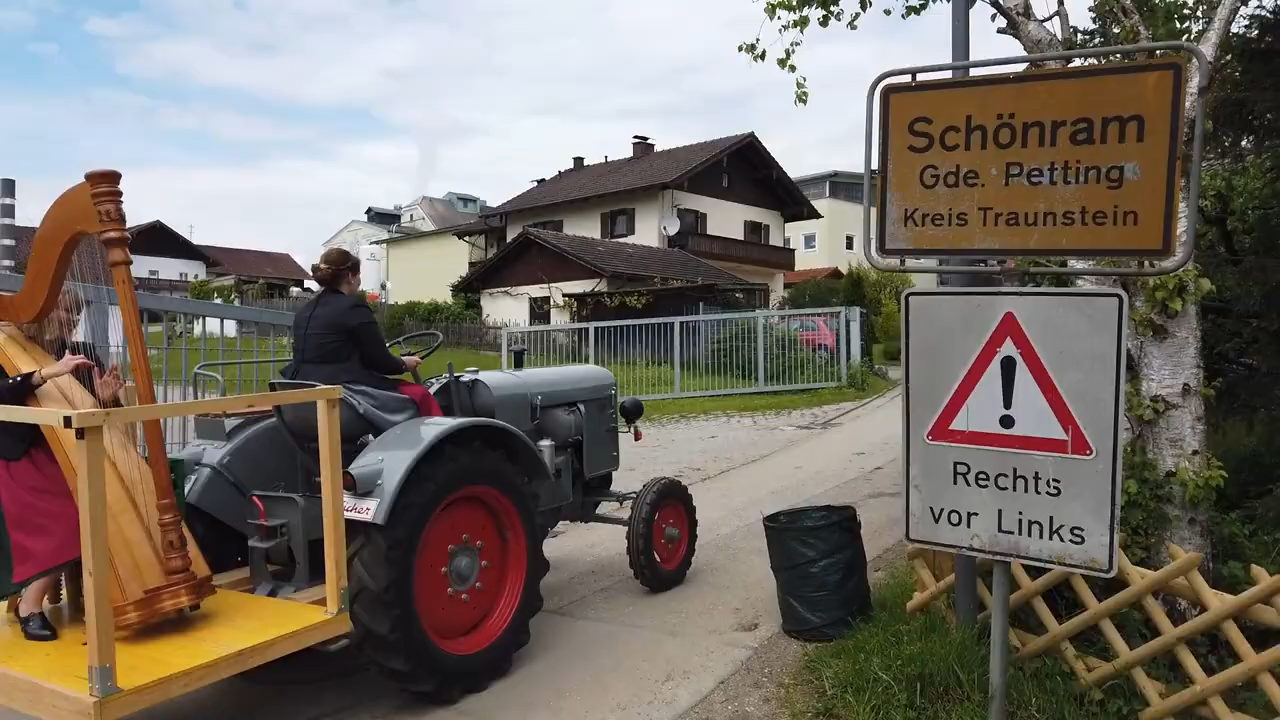 Schönram
Gde. Petting
Kreis Traunstein
Rechts
vor Links